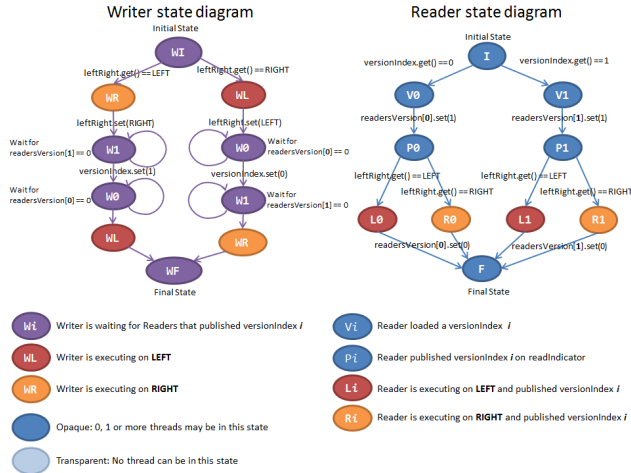 Writer state diagram
Reader state diagram
Initial State
WI
leftRight.get()==LEFT
leftRight.get()==RIGHT
WR
WL
leftRight.set(RIGHT)
leftRight.set(LEFT)
Wait for
readersVersion[1]==0
W1
W0
Wait for
readersVersion[0]==0
versionIndex.set(1)
versionIndex.set(0)
Wait for
readersVersion[0]==0
W0
W1
Wait for
readersVersion[1]==0
WL
WR
WF
Final State
Initial State
I
versionIndex.get()==0
versionIndex.get()==1
V0
V1
readersVersion[0].set(1)
readersVersion[1].set(1)
P0
P1
leftRight.get()==LEFT
leftRight.get()==LEFT
leftRight.get()==RIGHT
leftRight.get()==RIGHT
L0
R0
L1
R1
readersVersion[0].set(0)
readersVersion[1].set(0)
F
Final State
Wi
Writer is waiting for Readers that published versionIndex i
WL
Writer is executing on LEFT
WR
Writer is executing on RIGHT
Opaque: 0, 1 or more threads may be in this state
Transparent: No thread can be in this state
Vi
Reader loaded a versionIndex i
Pi
Reader published versionIndex i on readIndicator
Li
Reader is executing on LEFT and published versionIndex i
Ri
Reader is executing on RIGHT and published versionIndex i